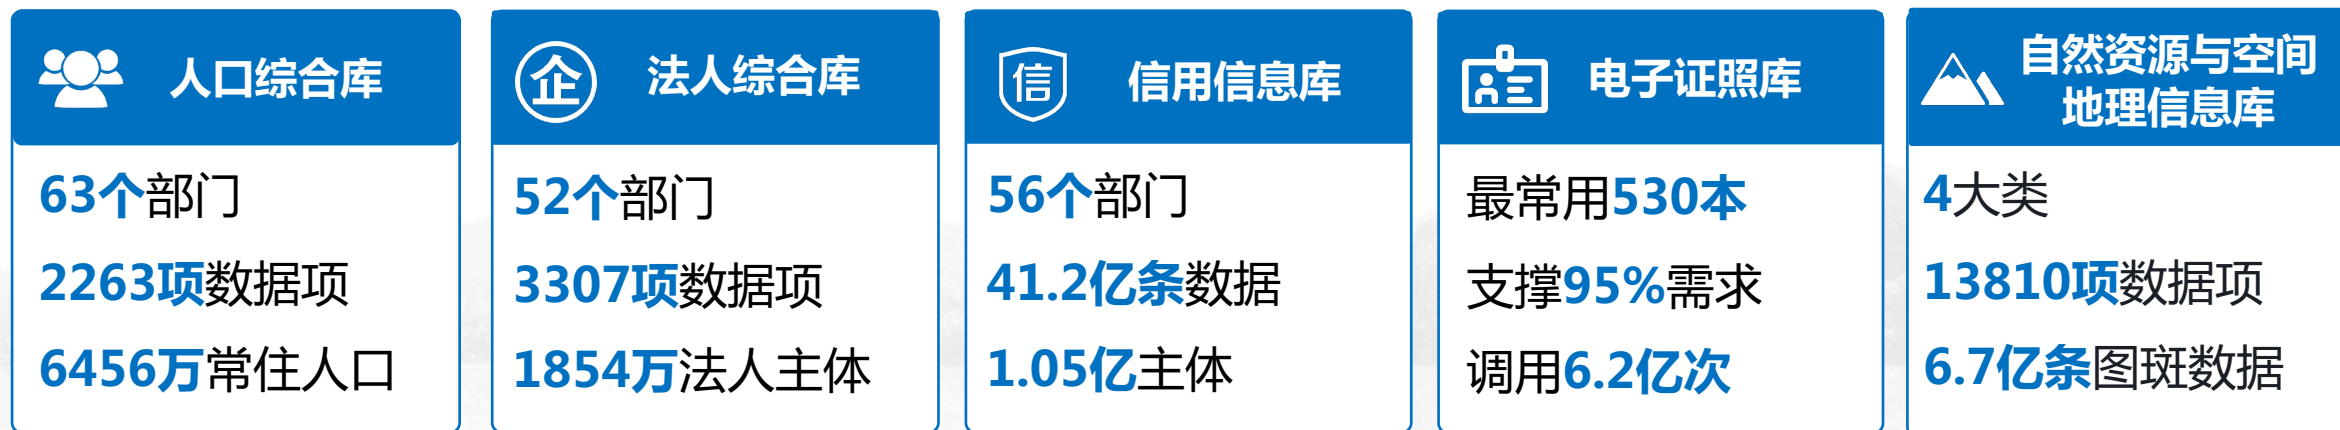 人口综合库
63个部门
2263项数据项
6456万常住人口
企
法人综合库
52个部门
3307项数据项
1854万法人主体
信
信用信息库
56个部门
41.2亿条数据
1.05亿主体
电子证照库
最常用530本
支撑95%需求
调用6.2亿次
自然资源与空间
地理信息库
4大类
13810项数据项
6.7亿条图斑数据